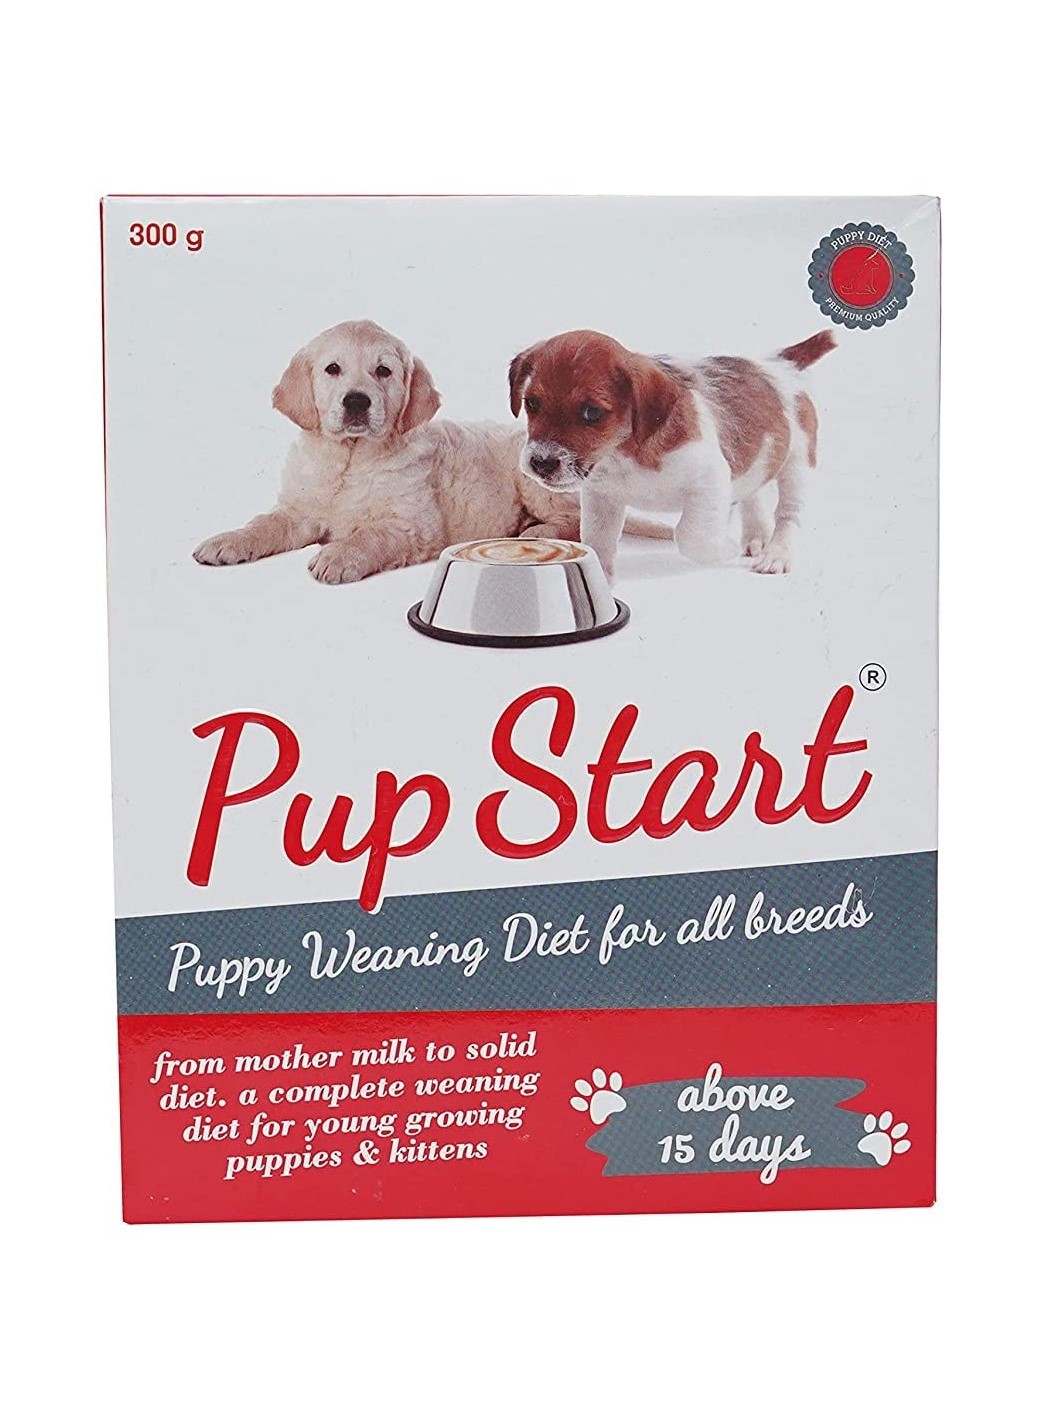 300 g
PUPPY DIET
PREMIUM QUALITY
Pup Start®
Puppy Weaning Diet for all breeds
from mother milk to solid
diet. a complete weaning
diet for young growing
puppies & kittens
above
15 days